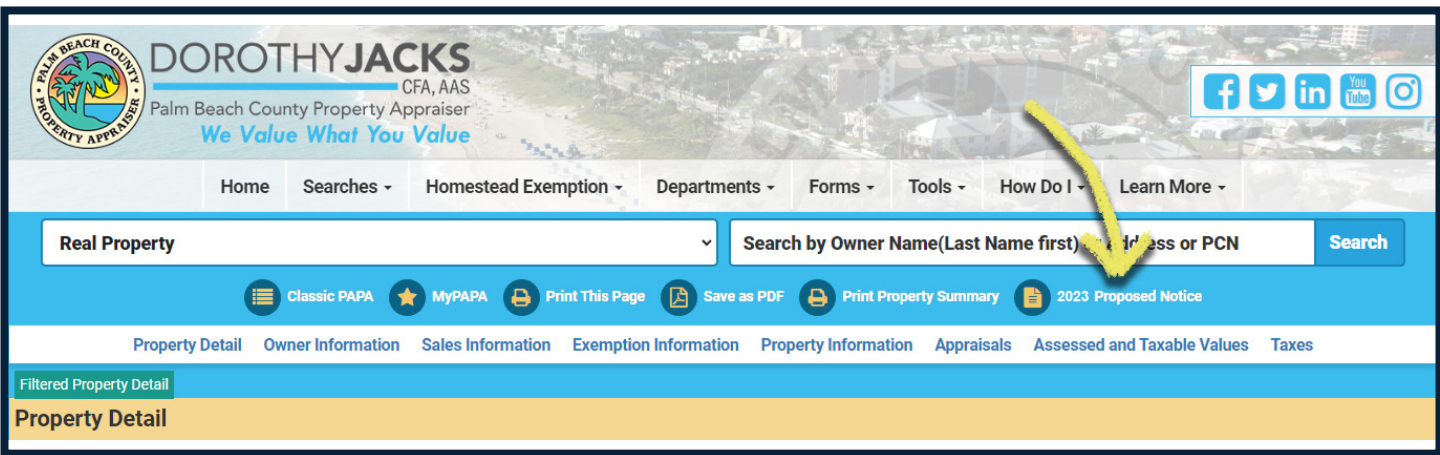 PALM BEACH COUNTY
PROPERTY APPRAISER
DOROTHY JACKS
CFA, AAS
Palm Beach County Property Appraiser
We Value What You Value
You
Tube
Home Searches Homestead Exemption Departments Forms Tools How Do I Learn More
Real Property Search by Owner Name(Last Name first) address or PCN Search
Classic PAPA MyPAPA Print This Page Save as PDF Print Property Summary 2023 Proposed Notice
Property Detail Owner Information Sales Information Exemption Information Property Information Appraisals Assessed and Taxable Values Taxes
Filtered Property Detail
Property Detail